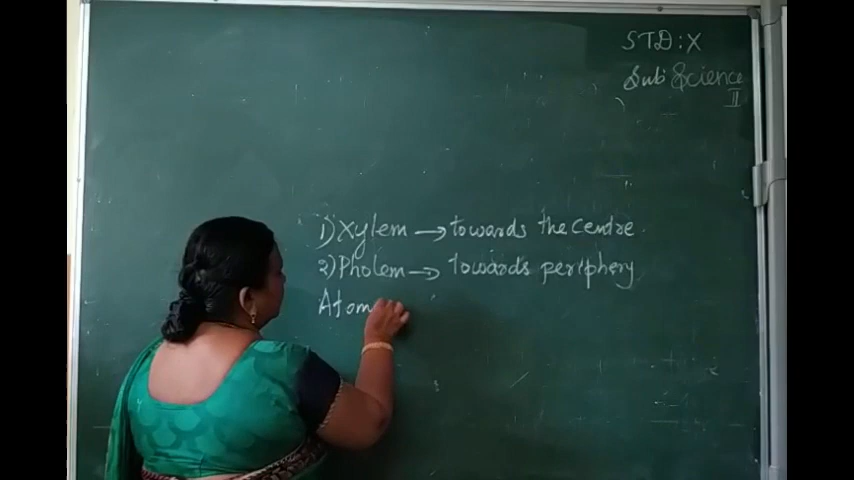 STD: X
Sub Science
II
1) Xylem → towards the centre.
2) Pholem → towards periphery
Atom